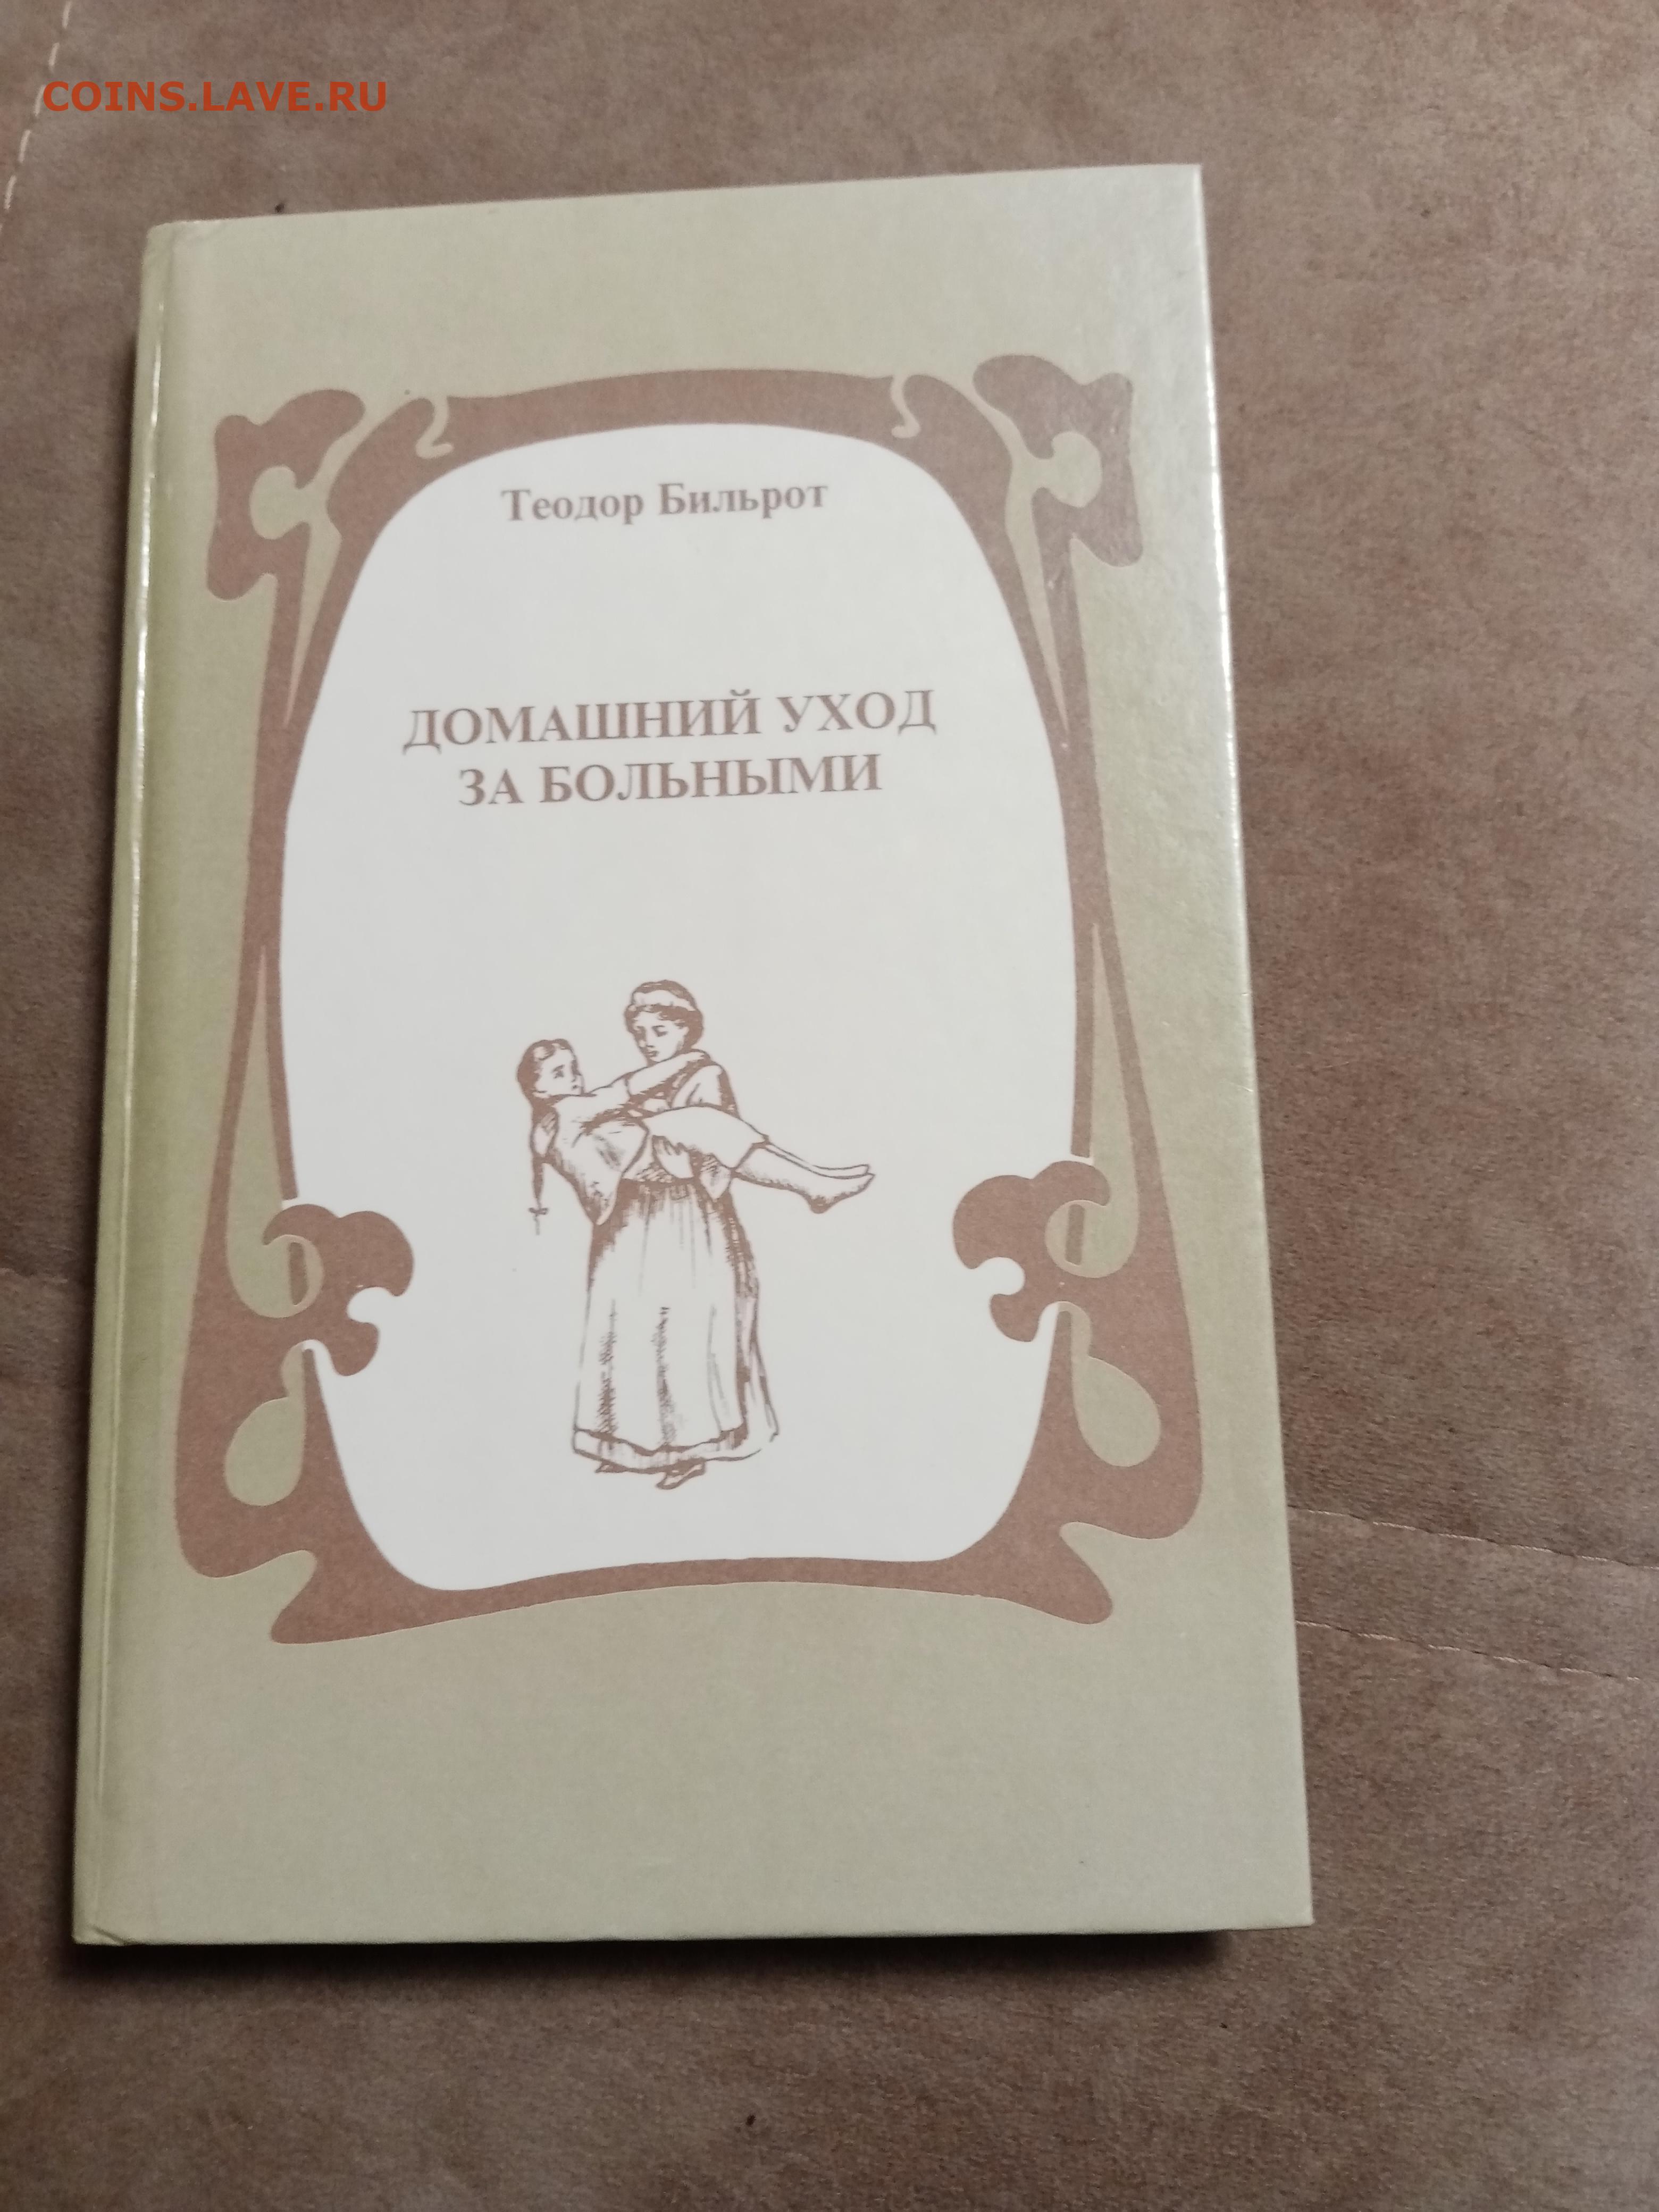 COINS.LAVE.RU
Теодор Бильрот
ДОМАШНИЙ УХОД
ЗА БОЛЬНЫМИ